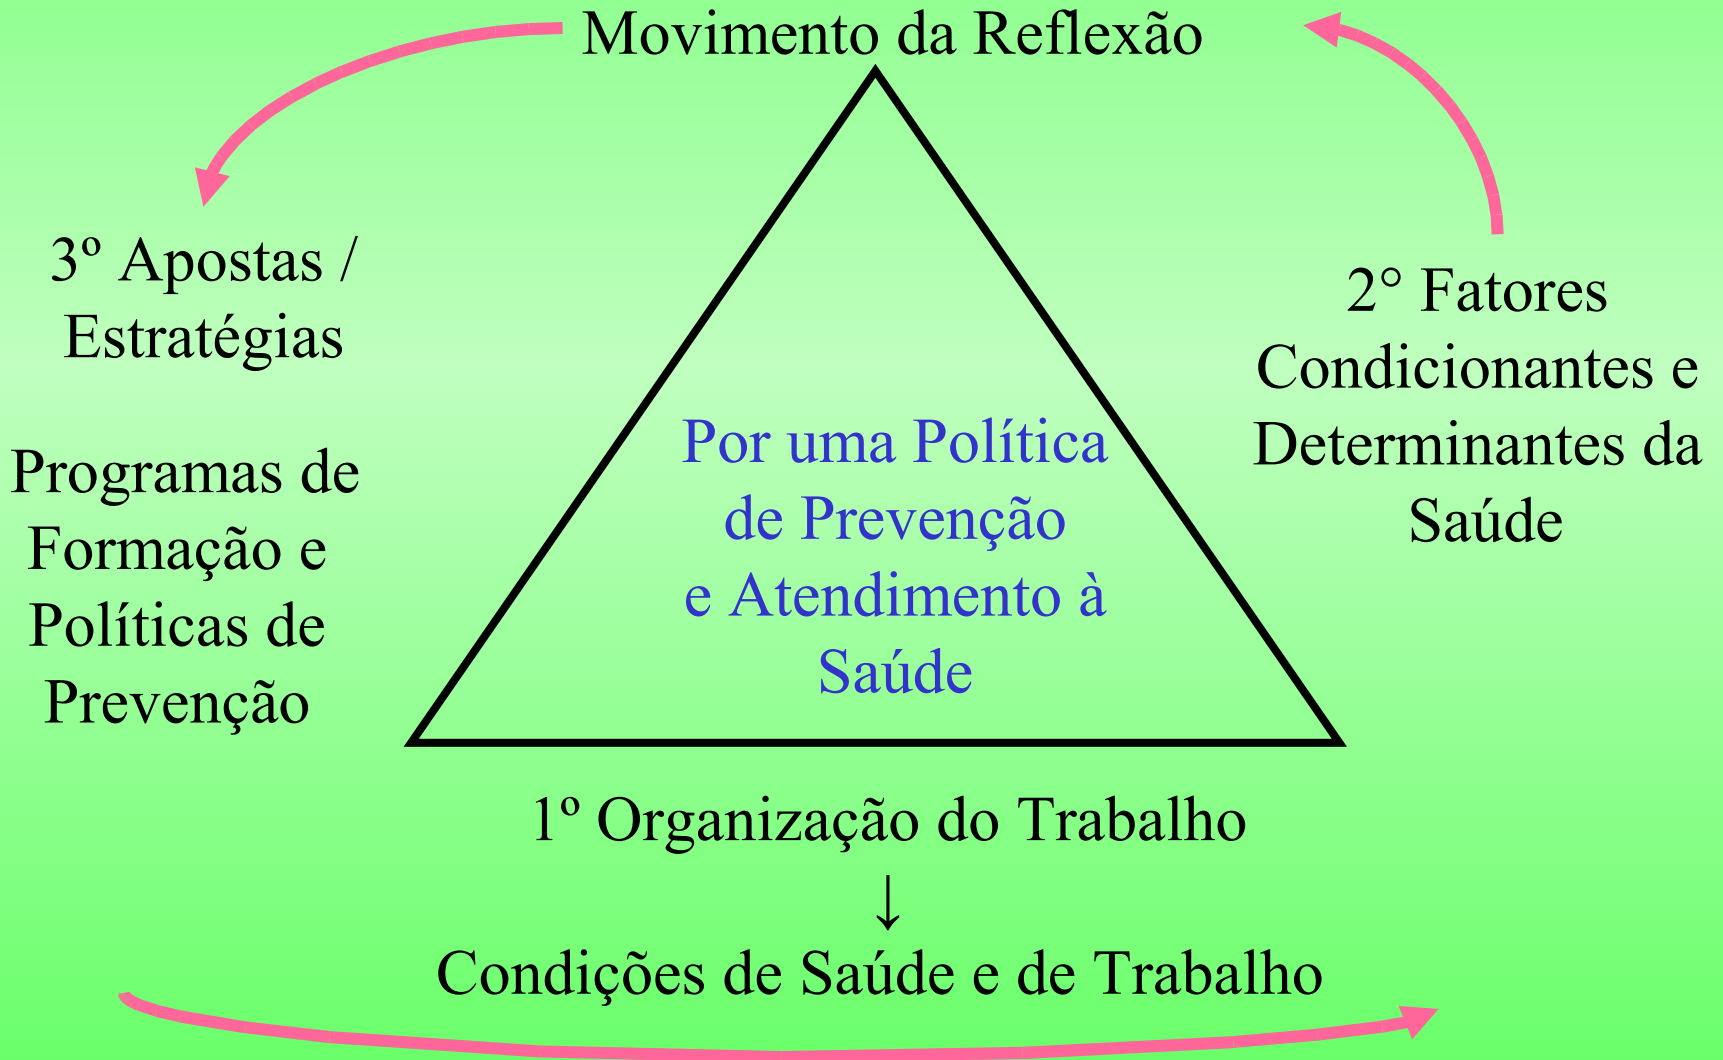 Movimento da Reflexão
3º Apostas /
Estratégias
Programas de
Formação e
Políticas de
Prevenção
Por uma Política
de Prevenção
e Atendimento à
Saúde
2° Fatores
Condicionantes e
Determinantes da
Saúde
1º Organização do Trabalho
↓
Condições de Saúde e de Trabalho